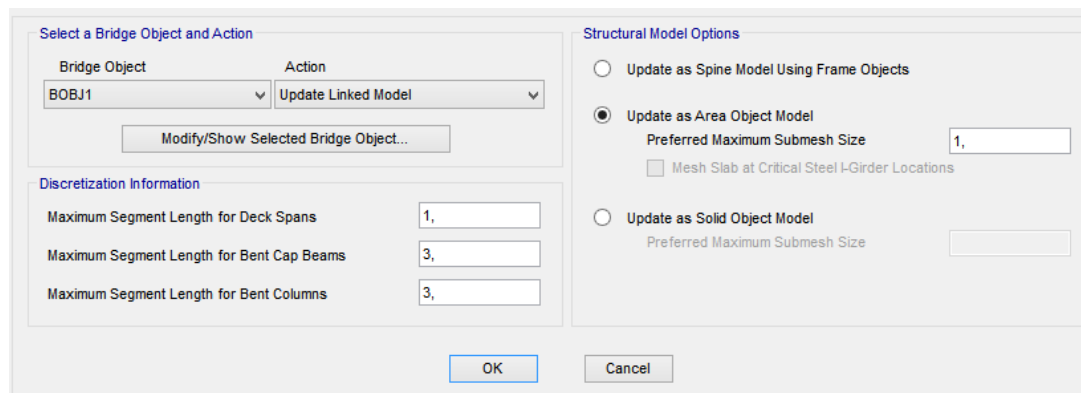 Select a Bridge Object and Action
Bridge Object Action
BOBJ1 Update Linked Model
Modify/Show Selected Bridge Object...
Discretization Information
Maximum Segment Length for Deck Spans 1,
Maximum Segment Length for Bent Cap Beams 3,
Maximum Segment Length for Bent Columns 3,
Structural Model Options
Update as Spine Model Using Frame Objects
Update as Area Object Model
Preferred Maximum Submesh Size 1,
Mesh Slab at Critical Steel I-Girder Locations
Update as Solid Object Model
Preferred Maximum Submesh Size
OK Cancel